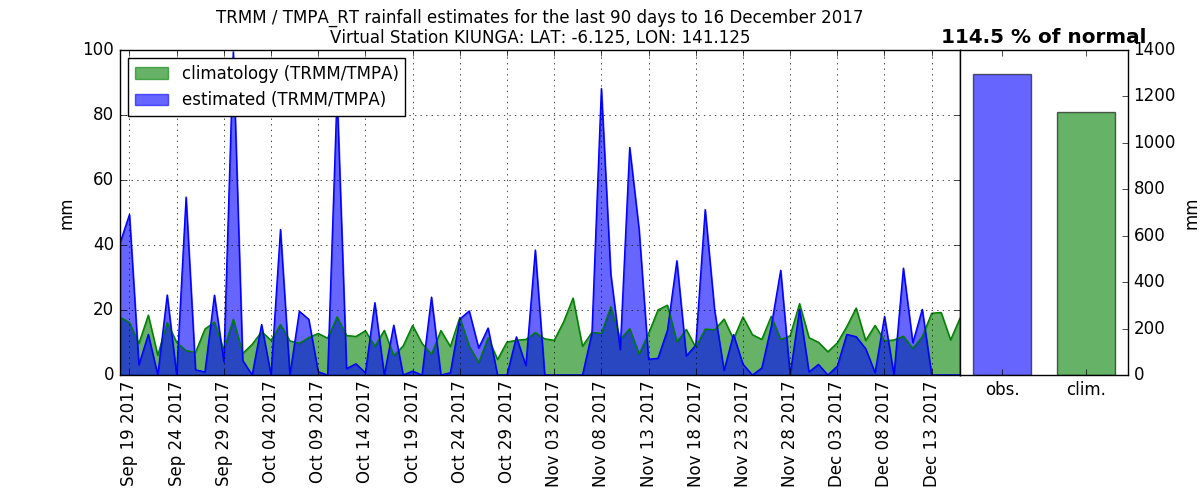 TRMM / TMPA_RT rainfall estimates for the last 90 days to 16 December 2017
Virtual Station KIUNGA: LAT: -6.125, LON: 141.125
114.5 % of normal
climatology (TRMM/TMPA)
estimated (TRMM/TMPA)
100
80
60
40
20
0
mm
Sep 19 2017
Sep 24 2017
Sep 29 2017
Oct 04 2017
Oct 09 2017
Oct 14 2017
Oct 19 2017
Oct 24 2017
Oct 29 2017
Nov 03 2017
Nov 08 2017
Nov 13 2017
Nov 18 2017
Nov 23 2017
Nov 28 2017
Dec 03 2017
Dec 08 2017
Dec 13 2017
1400
1200
1000
800
600
400
200
0
mm
obs.
clim.